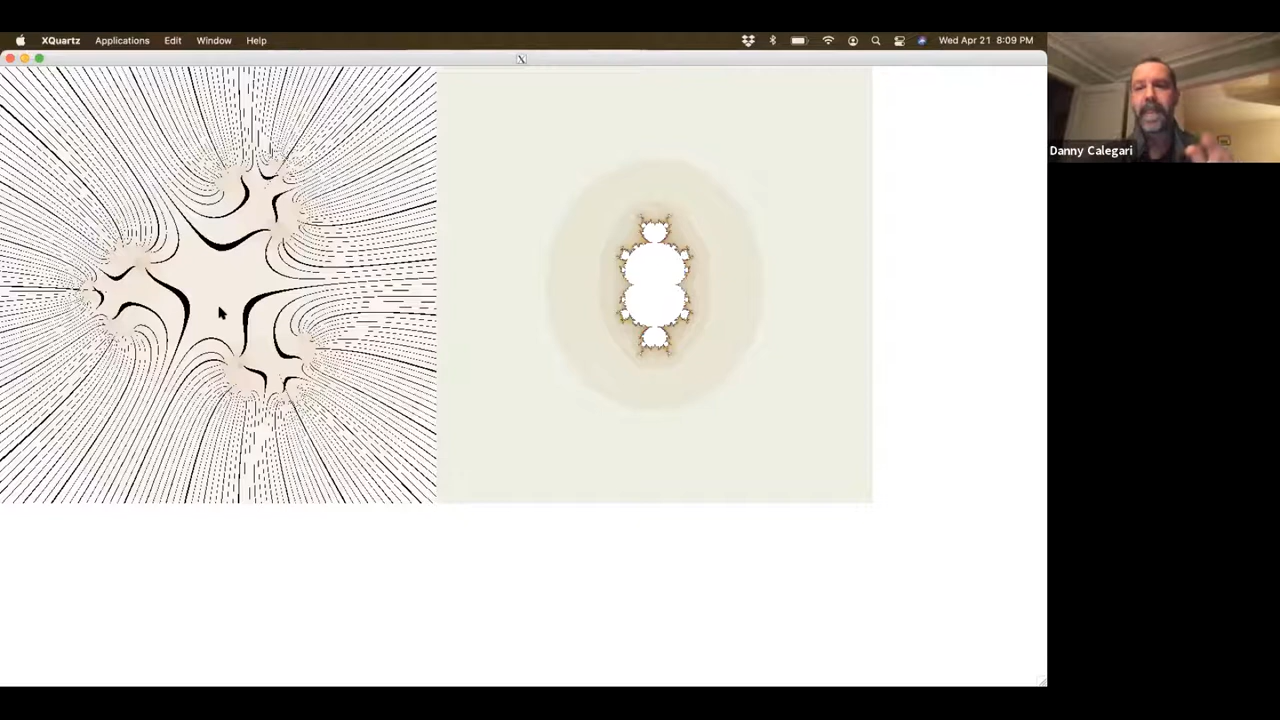 XQuartz Applications Edit Window Help Wed Apr 21 8:09 PM
X
Danny Calegari